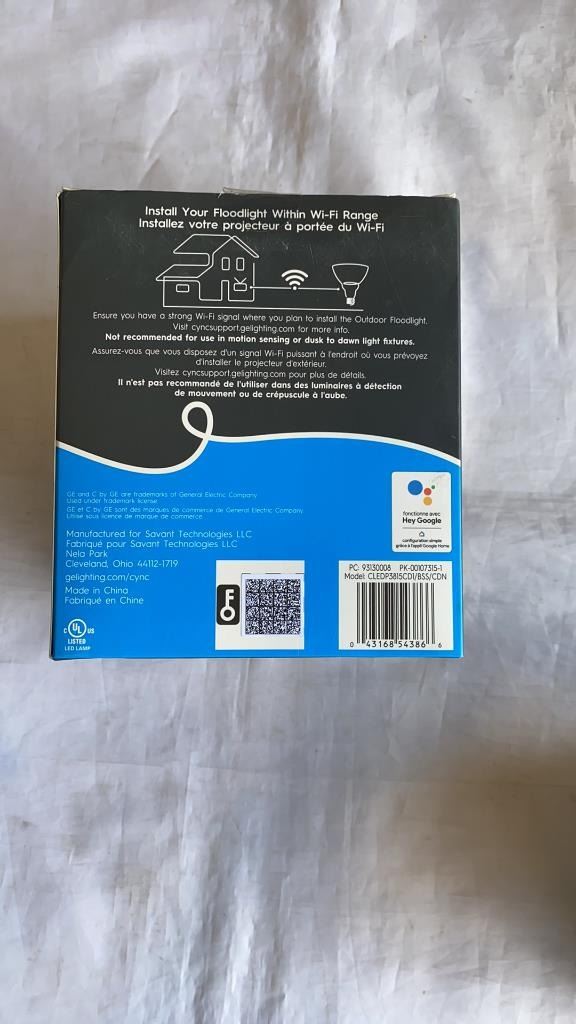 Install Your Floodlight Within Wi-Fi Range
Installez votre projecteur à portée du Wi-Fi
Ensure you have a strong Wi-Fi signal where you plan to install the Outdoor Floodlight.
Visit cyncsupport.gelighting.com for more info.
Not recommended for use in motion sensing or dusk to dawn light fixtures.
Assurez-vous que vous disposez d'un signal Wi-Fi puissant à l'endroit où vous prévoyez
d'installer le projecteur d'extérieur.
Visitez cyncsupport.gelighting.com pour plus de détails.
Il n'est pas recommandé de l'utiliser dans des luminaires à détection
de mouvement ou de crépuscule à l'aube.
GE and C by GE are trademarks of General Electric Company.
Used under trademark license.
GE et C by GE sont des marques de commerce de General Electric Company.
Utilisé sous licence de marque de commerce.
Manufactured for Savant Technologies LLC
Fabriqué pour Savant Technologies LLC
Nela Park
Cleveland, Ohio 44112-1719
gelighting.com/cync
Made in China
Fabriqué en Chine
C UL US
LISTED
LED LAMP
F
fonctionne avec
Hey Google
configuration simple
grâce à l'appli Google Home
PC: 93130008 PK-00107315-1
Model: CLEDP3815CD1/BSS/CDN
0 43168 54386 6